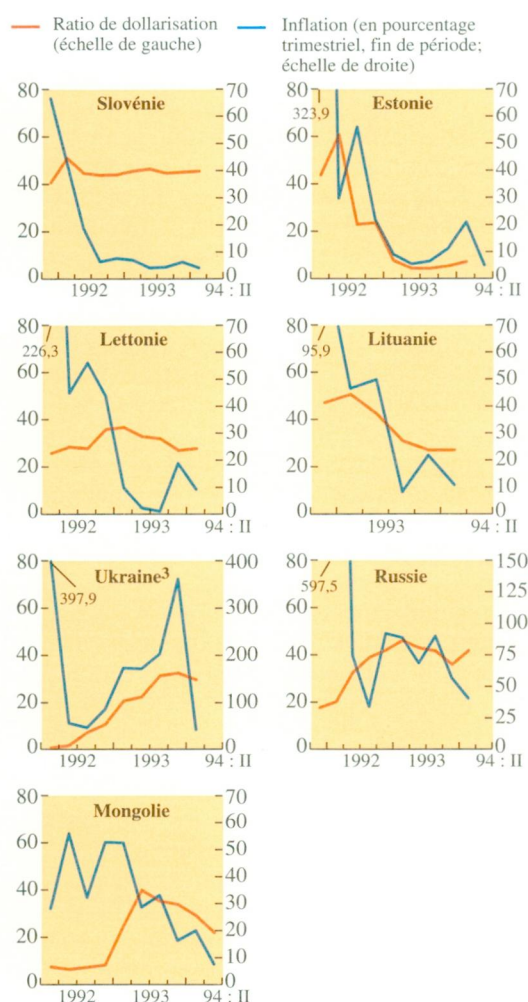 Ratio de dollarisation
(échelle de gauche)
Inflation (en pourcentage
trimestriel, fin de période;
échelle de droite)
Slovénie
80 60 40 20 0
70 60 50 40 30 20 10 0
1992 1993 94 : II
Estonie
323,9
80 60 40 20 0
70 60 50 40 30 20 10 0
1992 1993 94 : II
Lettonie
226,3
80 60 40 20 0
70 60 50 40 30 20 10 0
1992 1993 94 : II
Lituanie
95,9
80 60 40 20 0
70 60 50 40 30 20 10 0
1993 94 : II
Ukraine³
397,9
80 60 40 20 0
400 300 200 100 0
1992 1993 94 : II
Russie
597,5
80 60 40 20 0
150 125 100 75 50 25 0
1992 1993 94 : II
Mongolie
80 60 40 20 0
70 60 50 40 30 20 10 0
1992 1993 94 : II